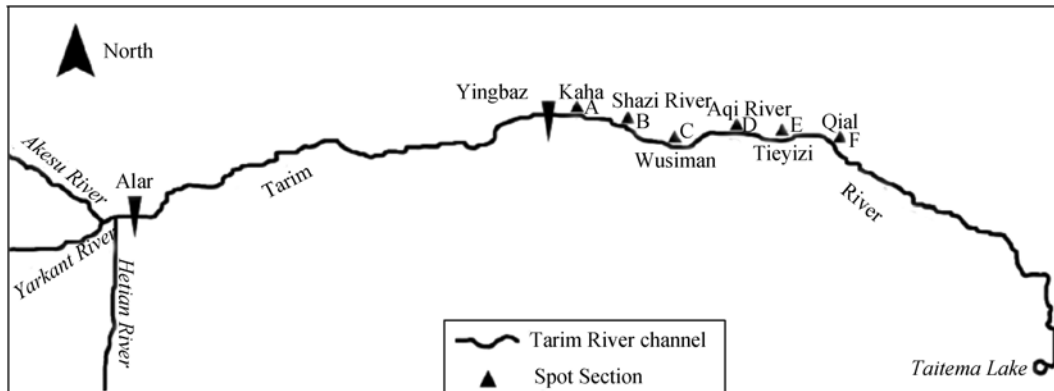 North
Yingbaz
Kaha
A
Shazi River
B
C
Wusiman
Aqi River
D
E
Tieyizi
Qial
F
Akesu River
Alar
Tarim
River
Yarkant River
Hetian River
Tarim River channel
Spot Section
Taitema Lake